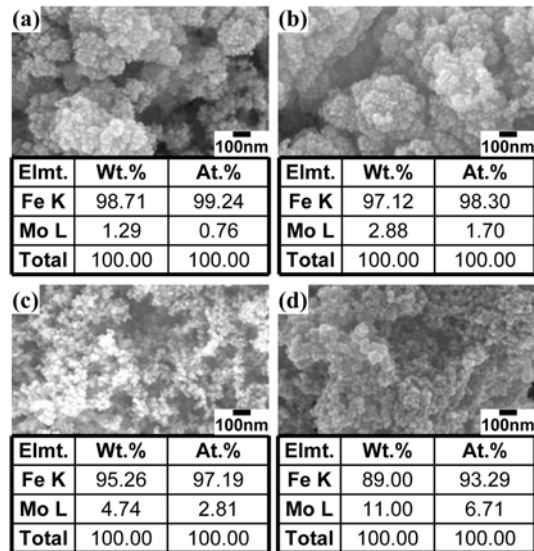 (a) (b)
100nm 100nm
Elmt. Wt.% At.% Elmt. Wt.% At.%
Fe K 98.71 99.24 Fe K 97.12 98.30
Mo L 1.29 0.76 Mo L 2.88 1.70
Total 100.00 100.00 Total 100.00 100.00
(c) (d)
100nm 100nm
Elmt. Wt.% At.% Elmt. Wt.% At.%
Fe K 95.26 97.19 Fe K 89.00 93.29
Mo L 4.74 2.81 Mo L 11.00 6.71
Total 100.00 100.00 Total 100.00 100.00